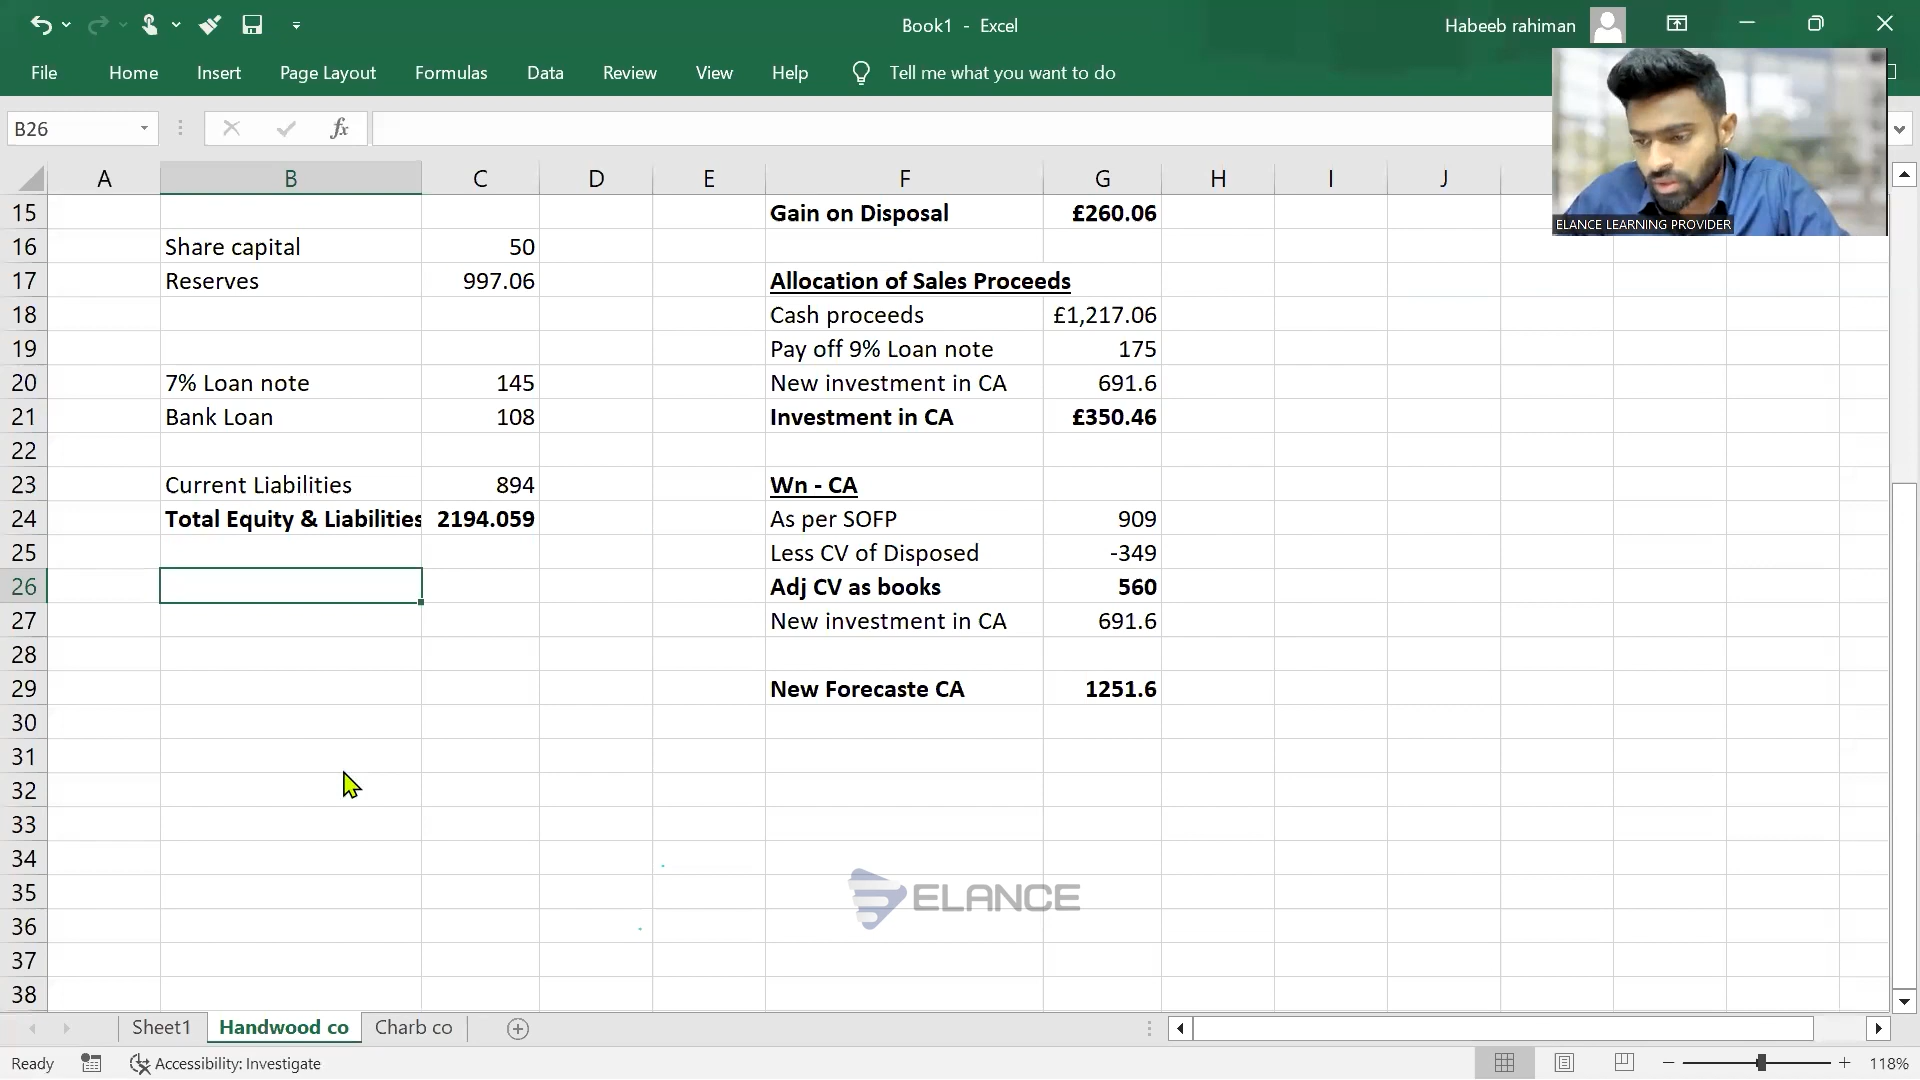 Book1 - Excel
Habeeb rahiman
File Home Insert Page Layout Formulas Data Review View Help Tell me what you want to do
B26 fx
ELANCE LEARNING PROVIDER
A B C D E F G H I J
15 Gain on Disposal £260.06
16 Share capital 50
17 Reserves 997.06 Allocation of Sales Proceeds
18 Cash proceeds £1,217.06
19 Pay off 9% Loan note 175
20 7% Loan note 145 New investment in CA 691.6
21 Bank Loan 108 Investment in CA £350.46
22
23 Current Liabilities 894 Wn - CA
24 Total Equity & Liabilities 2194.059 As per SOFP 909
25 Less CV of Disposed -349
26 Adj CV as books 560
27 New investment in CA 691.6
28
29 New Forecaste CA 1251.6
30
31
32
33
34
35 ELANCE
36
37
38
Sheet1 Handwood co Charb co
Ready Accessibility: Investigate 118%